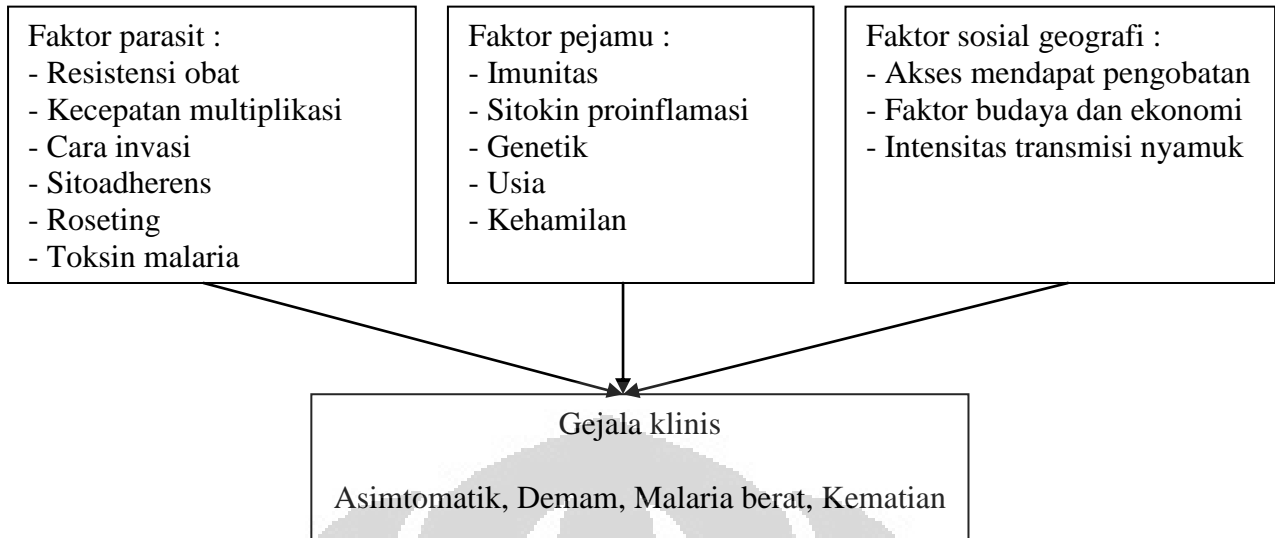 Faktor parasit :
- Resistensi obat
- Kecepatan multiplikasi
- Cara invasi
- Sitoadherens
- Roseting
- Toksin malaria
Faktor pejamu :
- Imunitas
- Sitokin proinflamasi
- Genetik
- Usia
- Kehamilan
Faktor sosial geografi :
- Akses mendapat pengobatan
- Faktor budaya dan ekonomi
- Intensitas transmisi nyamuk
Gejala klinis
Asimtomatik, Demam, Malaria berat, Kematian